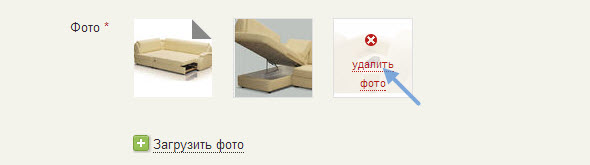 Фото *
удалить
фото
Загрузить фото